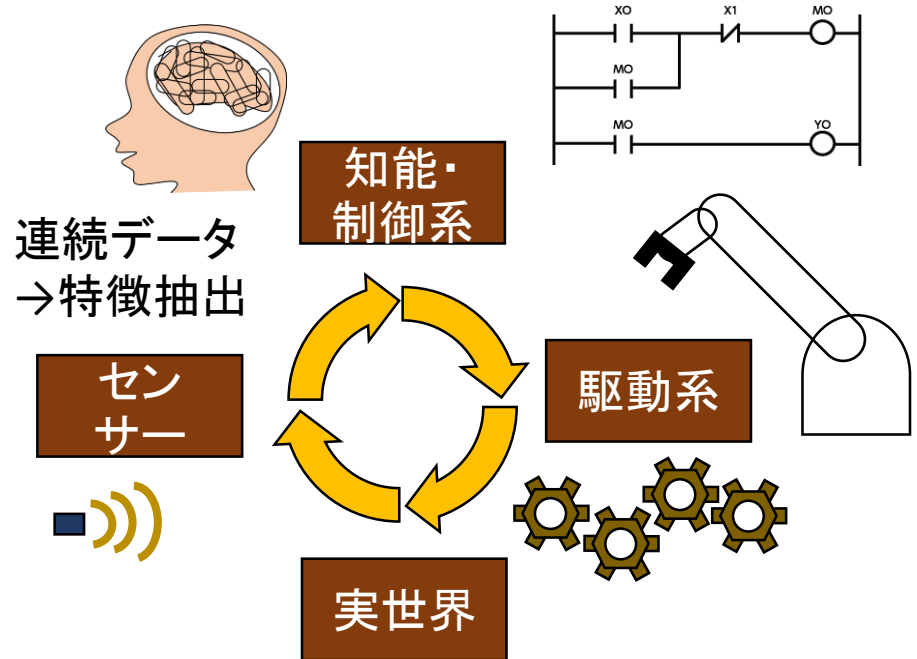 X0 X1 M0
M0
M0 Y0
知能・
制御系
連続データ
→特徴抽出
セン
サー
駆動系
実世界